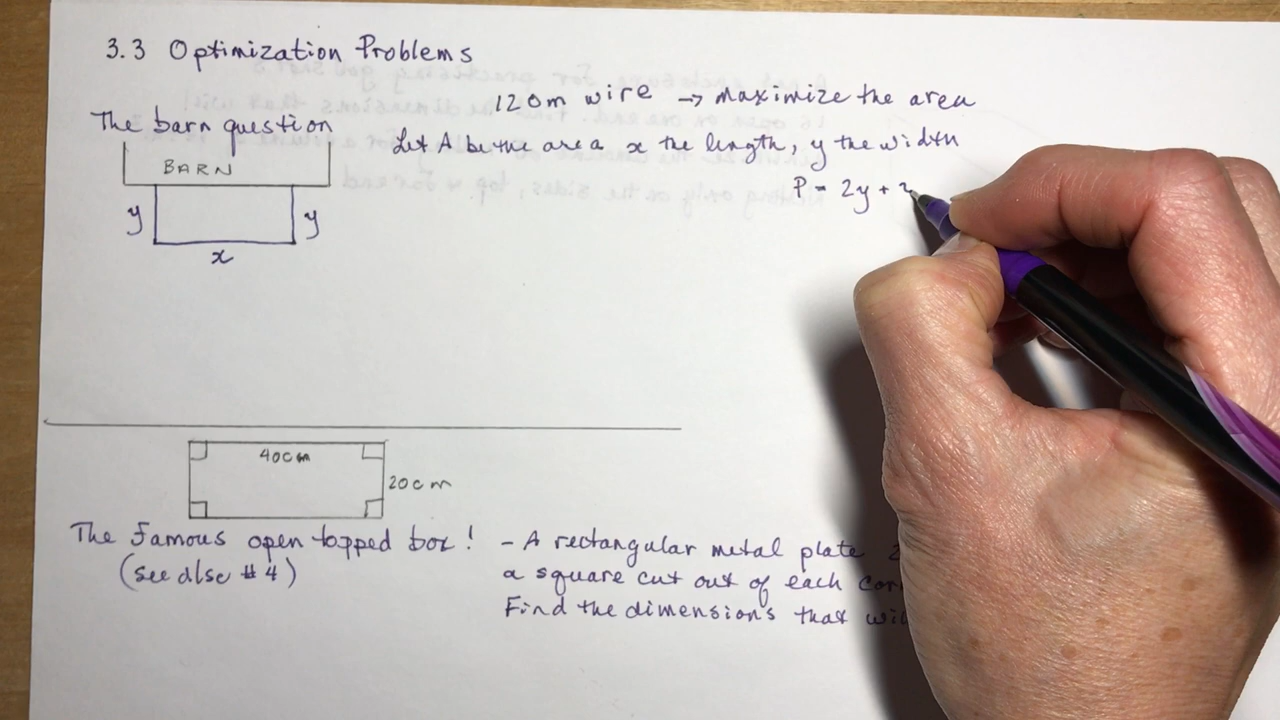 3.3 Optimization Problems
120m wire → maximize the area
The barn question
Let A be the area x the length, y the width
BARN
P = 2y +
y y
x
40cm
20cm
The Famous open topped box! - A rectangular metal plate
(see dlsc #4) a square cut out of each
Find the dimensions that